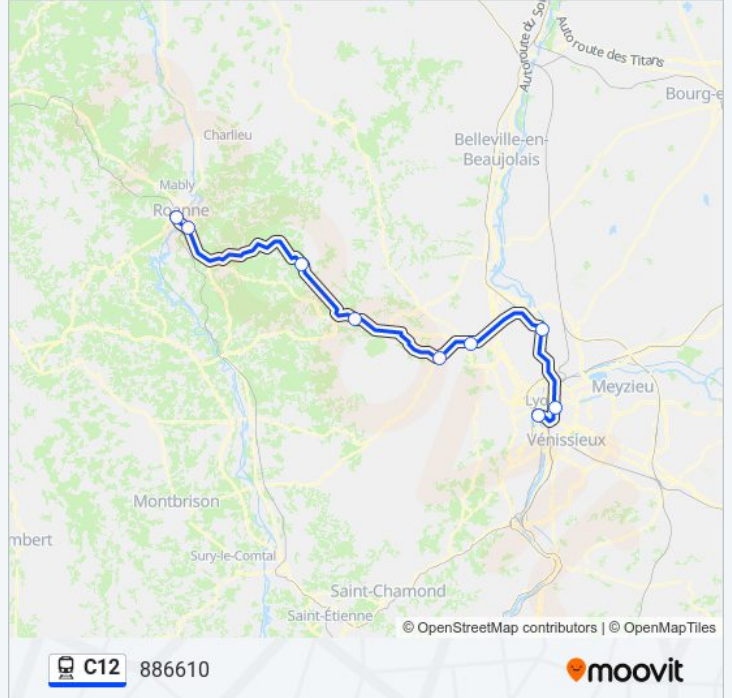 Autoroute du So
Autoroute des Titans
Bourg-e
Charlieu
Belleville-en-
Beaujolais
Mably
Roanne
Meyzieu
Lyo
Vénissieux
Montbrison
mbert
Sury-le-Comtal
Saint-Chamond
Saint-Étienne
© OpenStreetMap contributors | © OpenMapTiles
C12 886610
moovit